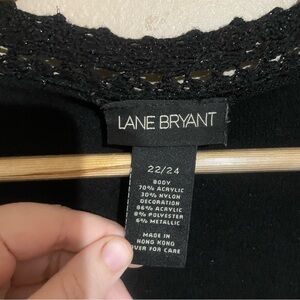 LANE BRYANT
22/24
BODY
70% ACRYLIC
30% NYLON
DECORATION
86% ACRYLIC
8% POLYESTER
6% METALLIC
MADE IN
HONG KONG
OVER FOR CARE